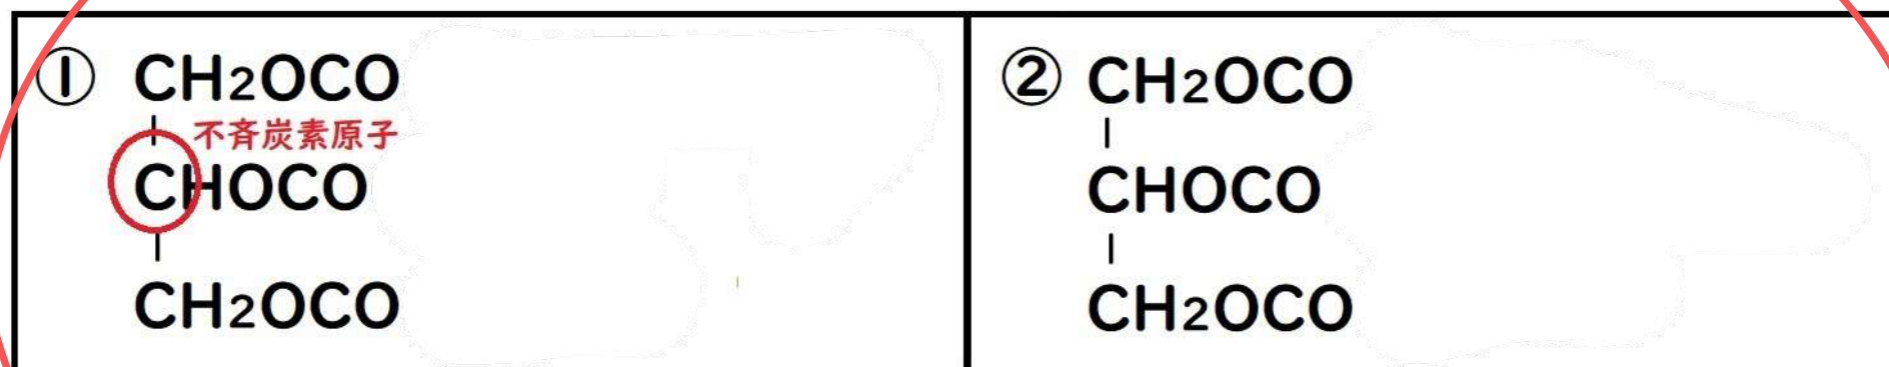 ① CH2OCO
不斉炭素原子
CHOCO
CH2OCO
② CH2OCO
CHOCO
CH2OCO